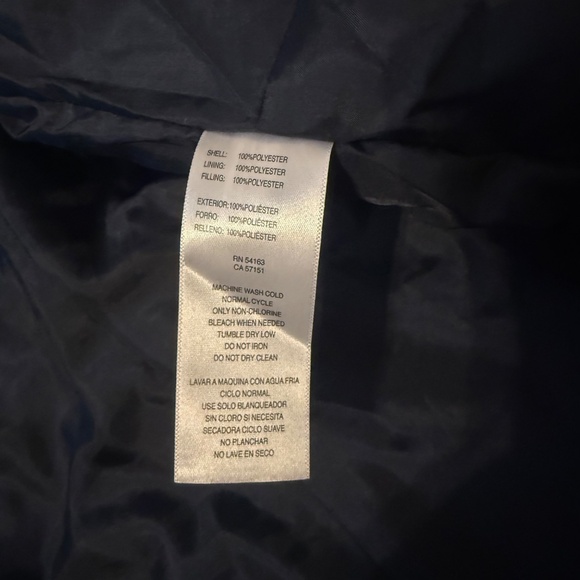 SHELL: 100%POLYESTER
LINING: 100%POLYESTER
FILLING: 100%POLYESTER
EXTERIOR:100%POLIÉSTER
FORRO: 100%POLIÉSTER
RELLENO: 100%POLIÉSTER
RN 54163
CA 57151
MACHINE WASH COLD
NORMAL CYCLE
ONLY NON-CHLORINE
BLEACH WHEN NEEDED
TUMBLE DRY LOW
DO NOT IRON
DO NOT DRY CLEAN
LAVAR A MAQUINA CON AGUA FRIA
CICLO NORMAL
USE SOLO BLANQUEADOR
SIN CLORO SI NECESITA
SECADORA CICLO SUAVE
NO PLANCHAR
NO LAVE EN SECO